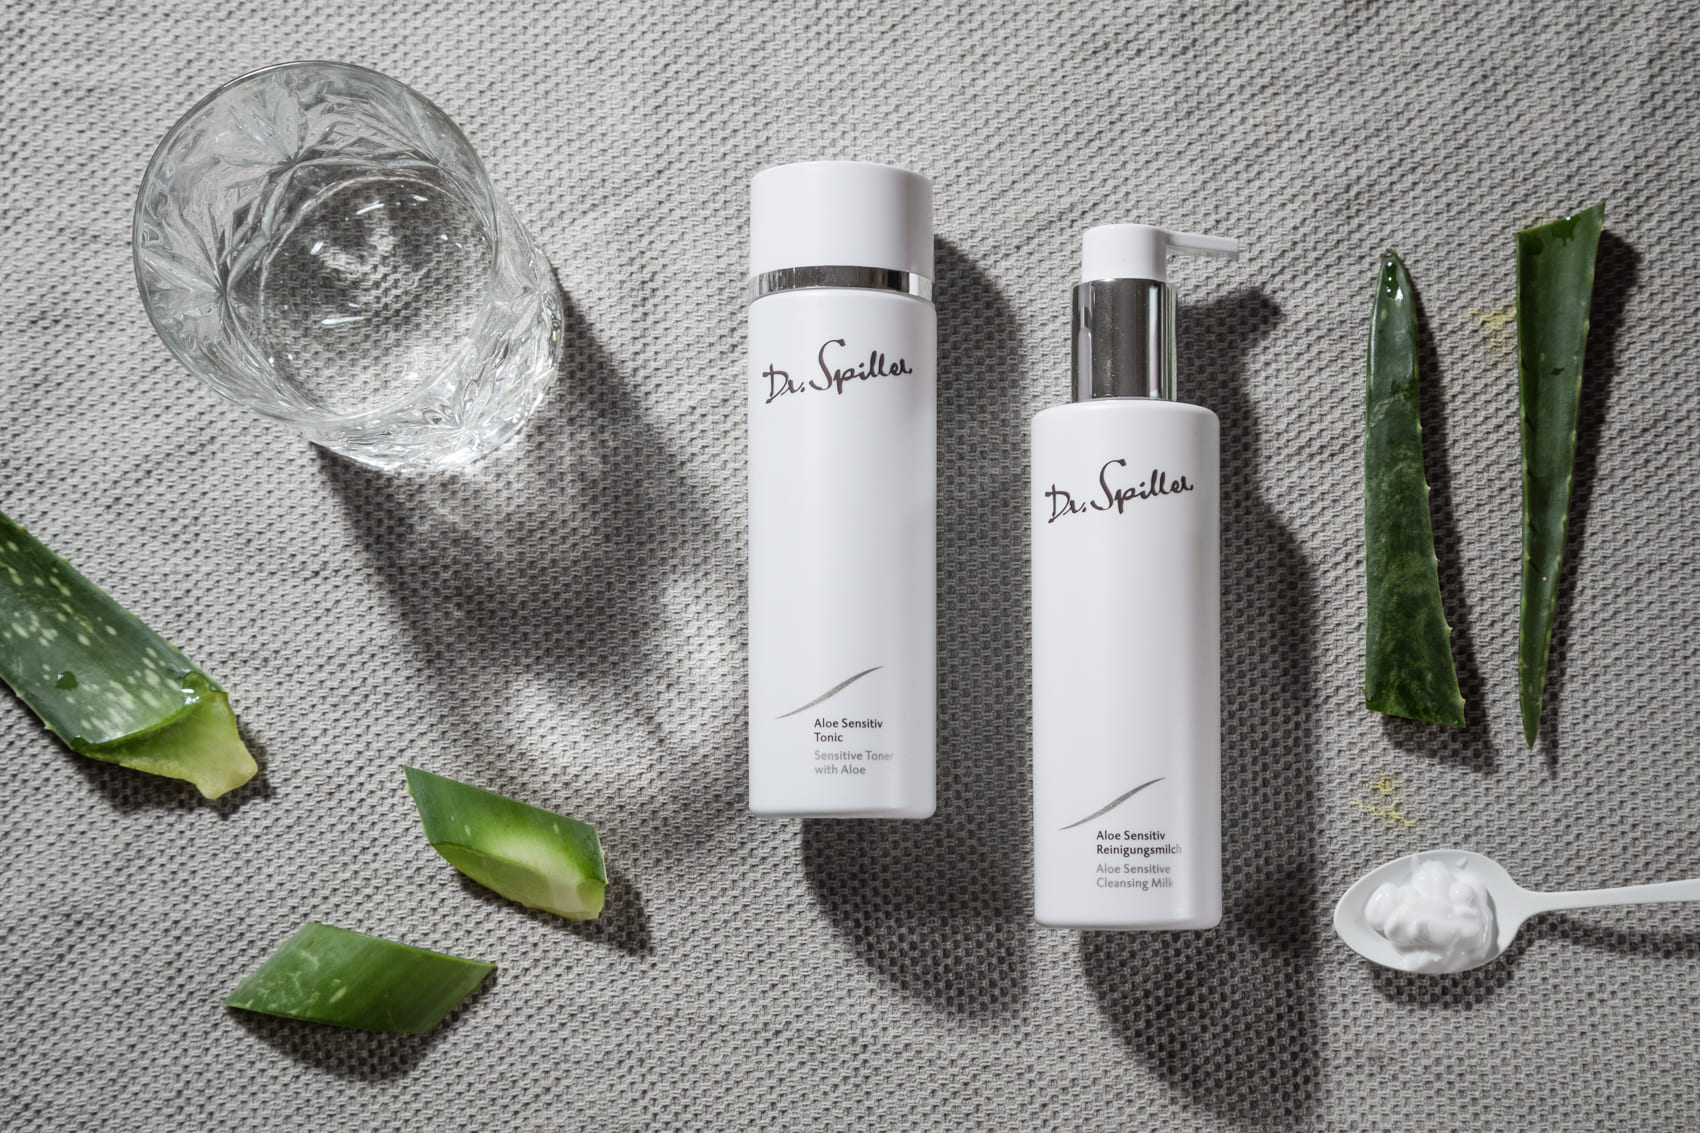 Dr. Spiller
Aloe Sensitiv
Tonic
Sensitive Toner
with Aloe
Dr. Spiller
Aloe Sensitiv
Reinigungsmilch
Aloe Sensitive
Cleansing Milk